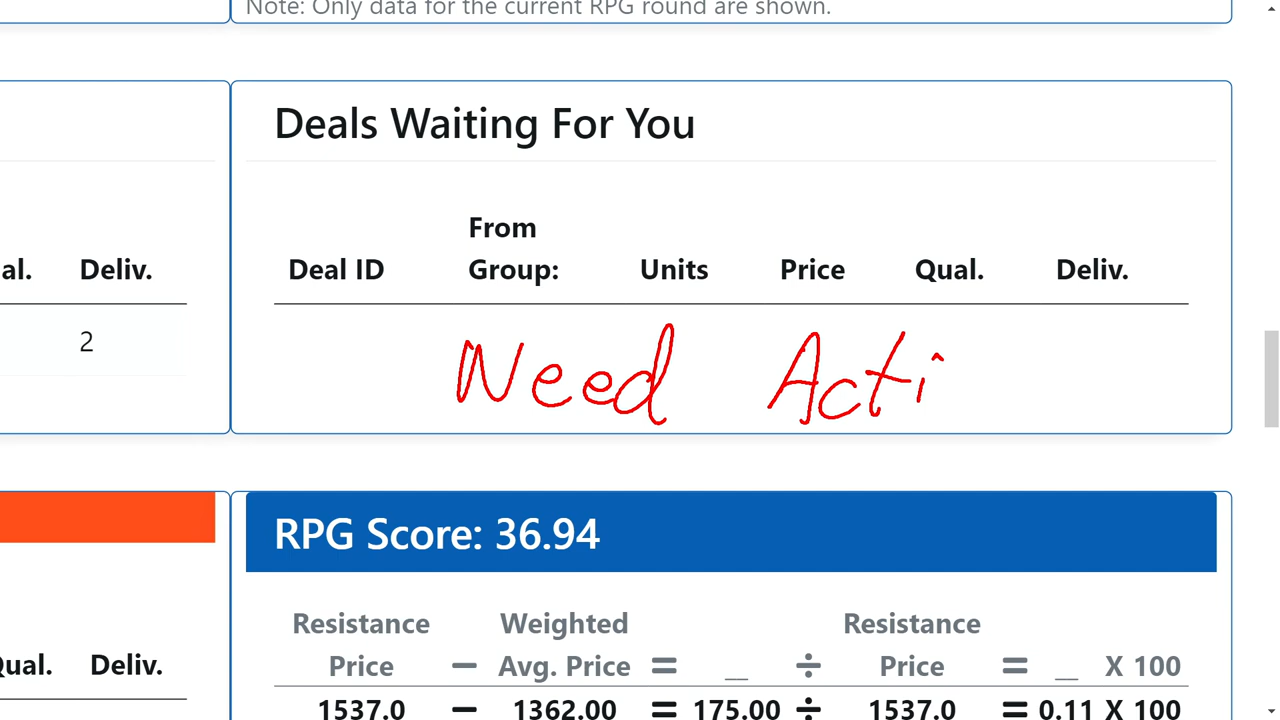 Note: Only data for the current RPG round are shown.
Deals Waiting For You
From
al. Deliv. Deal ID Group: Units Price Qual. Deliv.
2
Need Acti
RPG Score: 36.94
Resistance Weighted Resistance
Price − Avg. Price = __ ÷ Price = __ X 100
Qual. Deliv.
1537.0 − 1362.00 = 175.00 ÷ 1537.0 = 0.11 X 100